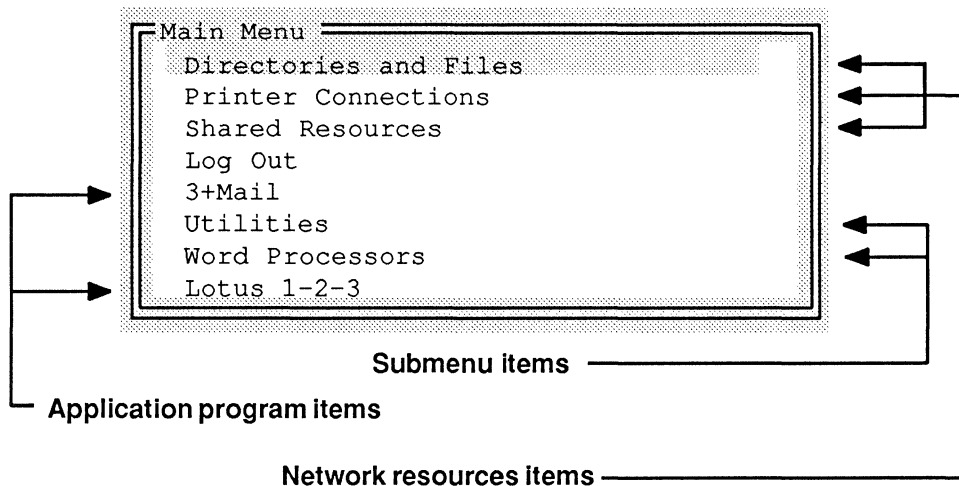 Main Menu
Directories and Files
Printer Connections
Shared Resources
Log Out
3+Mail
Utilities
Word Processors
Lotus 1-2-3
Submenu items
Application program items
Network resources items